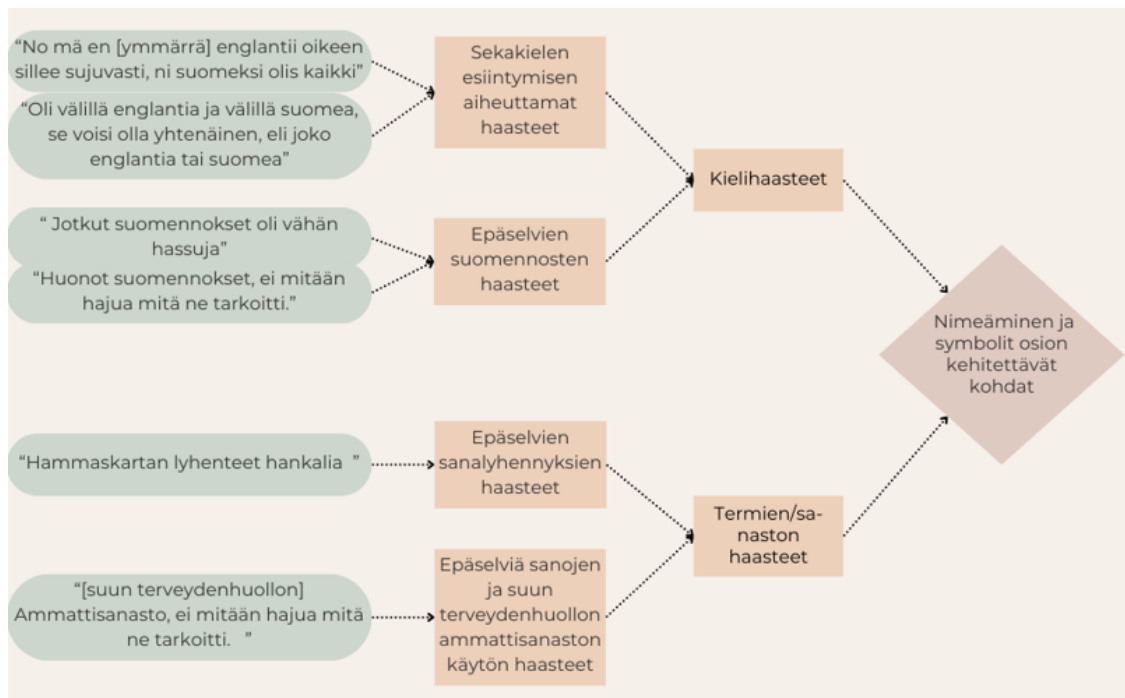 “No mä en [ymmärrä] englantii oikeen
sillee sujuvasti, ni suomeksi olis kaikki”
“Oli välillä englantia ja välillä suomea,
se voisi olla yhtenäinen, eli joko
englantia tai suomea”
“ Jotkut suomennokset oli vähän
hassuja”
“Huonot suomennokset, ei mitään
hajua mitä ne tarkoitti.”
“Hammaskartan lyhenteet hankalia ”
“[suun terveydenhuollon]
Ammattisanasto, ei mitään hajua mitä
ne tarkoitti. ”
Sekakielen
esiintymisen
aiheuttamat
haasteet
Epäselvien
suomennosten
haasteet
Epäselvien
sanalyhennyksien
haasteet
Epäselviä sanojen
ja suun
terveydenhuollon
ammattisanaston
käytön haasteet
Kielihaasteet
Termien/sa-
naston
haasteet
Nimeäminen ja
symbolit osion
kehitettävät
kohdat